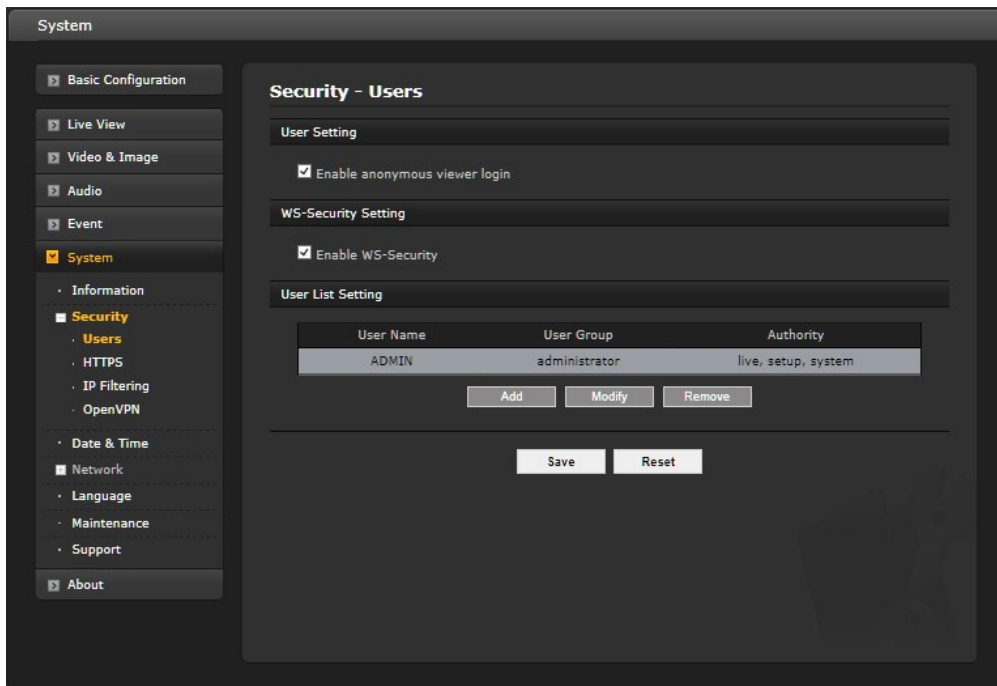 System
Basic Configuration
Live View
Video & Image
Audio
Event
System
Information
Security
Users
HTTPS
IP Filtering
OpenVPN
Date & Time
Network
Language
Maintenance
Support
About
Security - Users
User Setting
Enable anonymous viewer login
WS-Security Setting
Enable WS-Security
User List Setting
User Name User Group Authority
ADMIN administrator live, setup, system
Add Modify Remove
Save Reset